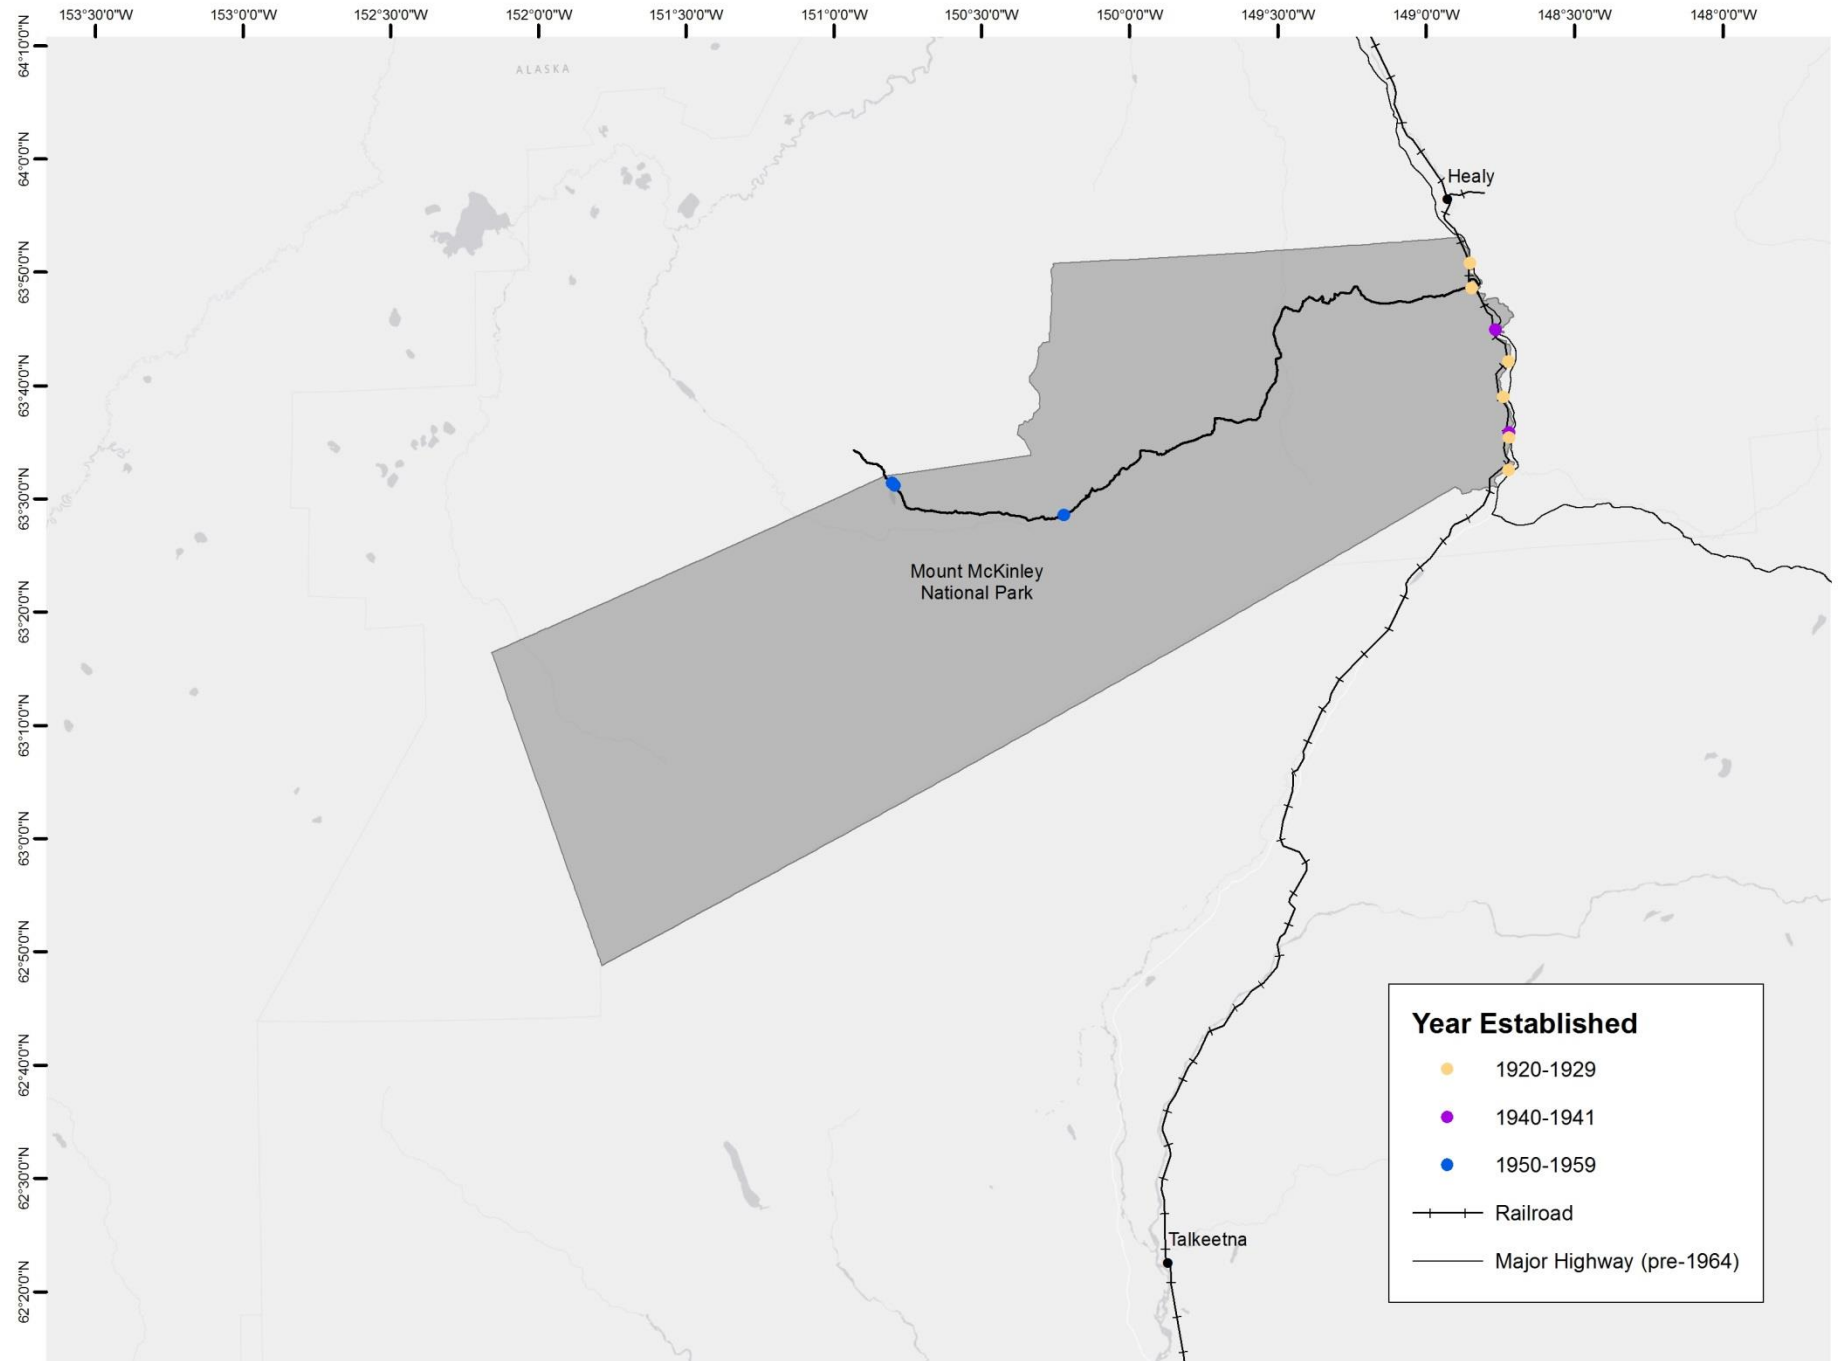 153°30'0"W 153°0'0"W 152°30'0"W 152°0'0"W 151°30'0"W 151°0'0"W 150°30'0"W 150°0'0"W 149°30'0"W 149°0'0"W 148°30'0"W 148°0'0"W
64°10'0"N
ALASKA
64°0'0"N
Healy
63°50'0"N
63°40'0"N
63°30'0"N
Mount McKinley
National Park
63°20'0"N
63°10'0"N
63°0'0"N
62°50'0"N
62°40'0"N
62°30'0"N
Talkeetna
62°20'0"N
Year Established
1920-1929
1940-1941
1950-1959
Railroad
Major Highway (pre-1964)